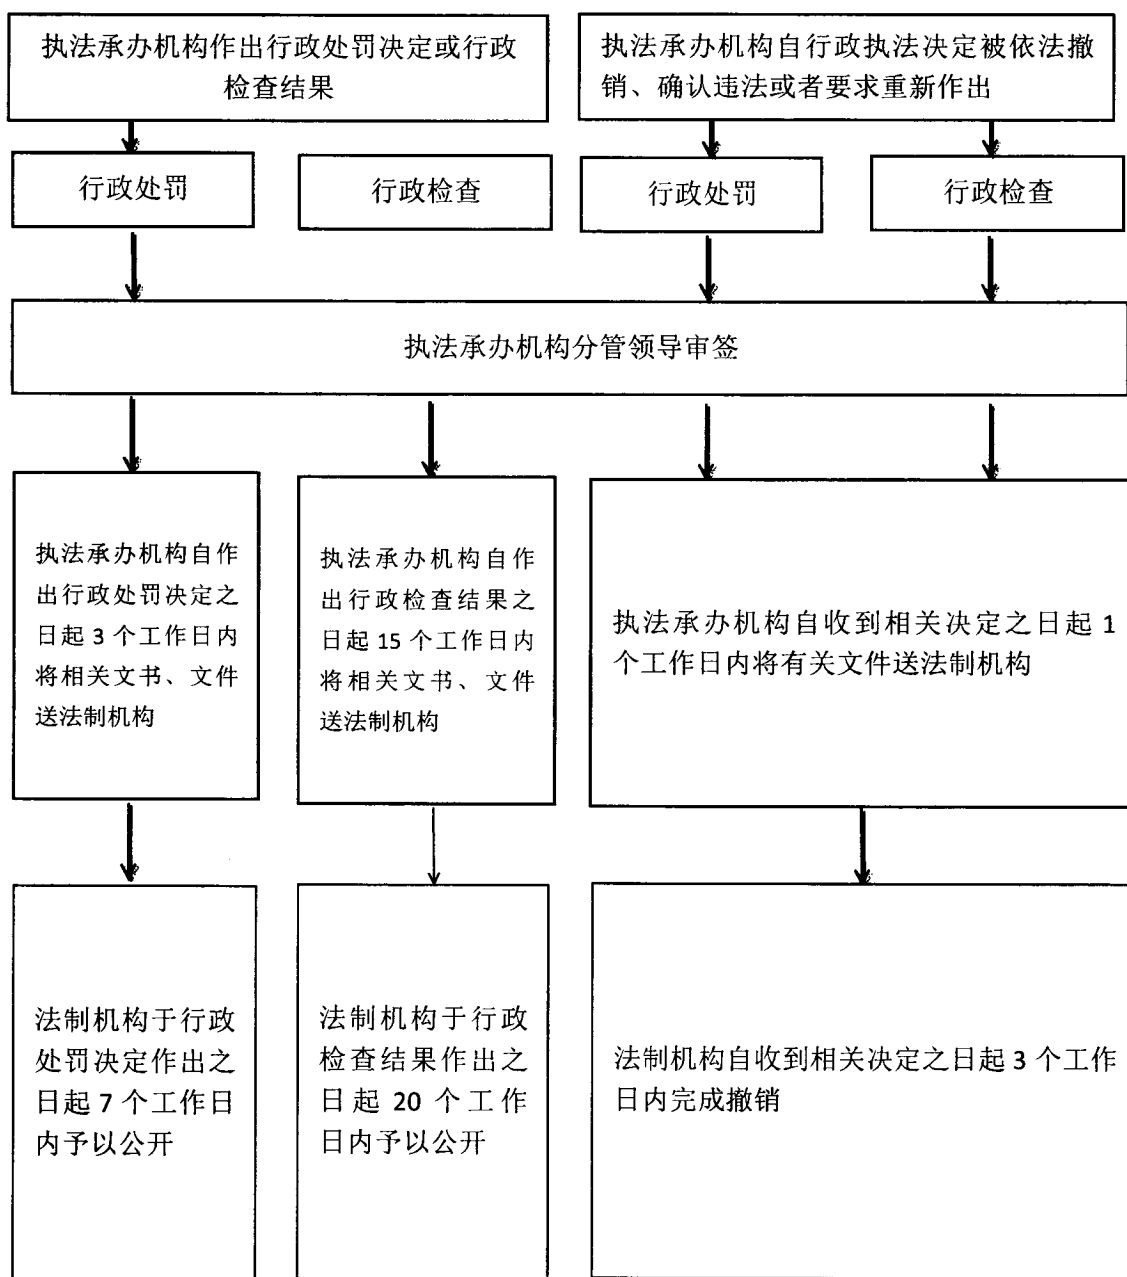 执法承办机构作出行政处罚决定或行政
检查结果
执法承办机构自行政执法决定被依法撤
销、确认违法或者要求重新作出
行政处罚
行政检查
行政处罚
行政检查
执法承办机构分管领导审签
执法承办机构自作
出行政处罚决定之
日起 3 个工作日内
将相关文书、文件
送法制机构
执法承办机构自作
出行政检查结果之
日起 15 个工作日内
将相关文书、文件
送法制机构
执法承办机构自收到相关决定之日起 1
个工作日内将有关文件送法制机构
法制机构于行政
处罚决定作出之
日起 7 个工作日
内予以公开
法制机构于行政
检查结果作出之
日起 20 个工作
日内予以公开
法制机构自收到相关决定之日起 3 个工作
日内完成撤销